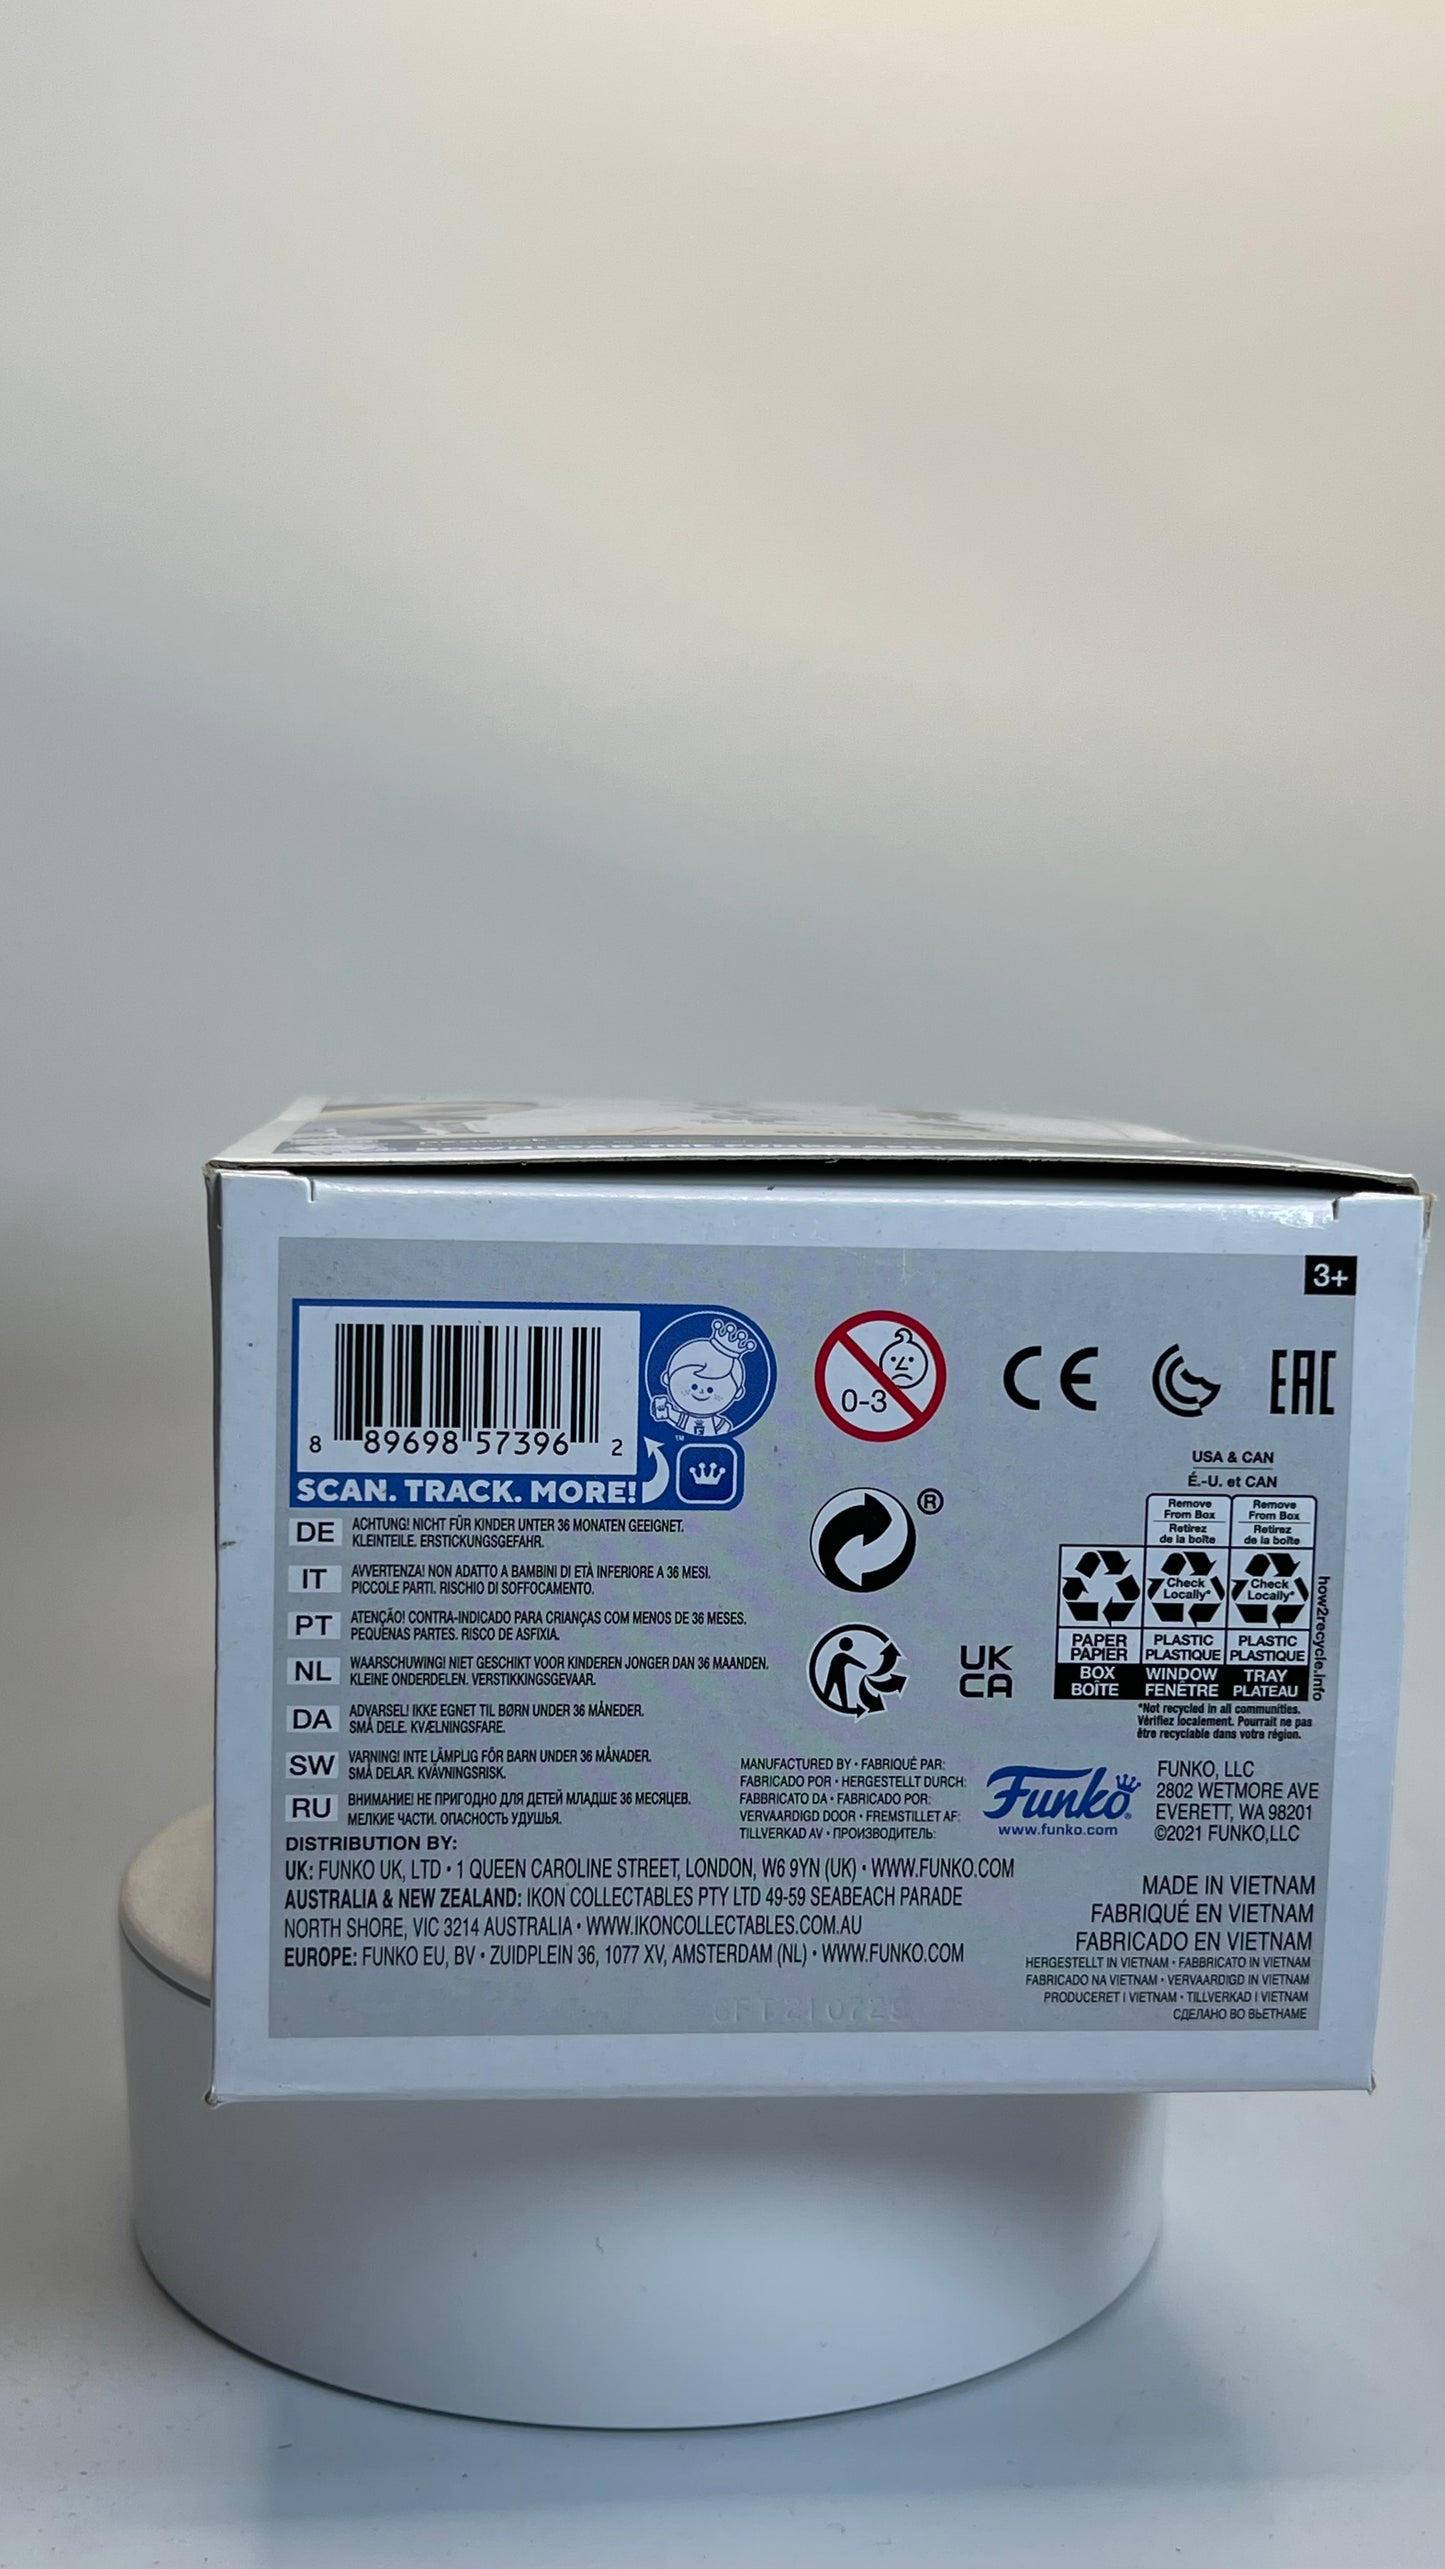 DOWNLOAD THE FUNKO APP
3+
8 89698 57396 2
™
SCAN. TRACK. MORE!
0-3
CE
EAC
DE ACHTUNG! NICHT FÜR KINDER UNTER 36 MONATEN GEEIGNET.
KLEINTEILE. ERSTICKUNGSGEFAHR.
IT AVVERTENZA! NON ADATTO A BAMBINI DI ETÀ INFERIORE A 36 MESI.
PICCOLE PARTI. RISCHIO DI SOFFOCAMENTO.
PT ATENÇÃO! CONTRA-INDICADO PARA CRIANÇAS COM MENOS DE 36 MESES.
PEQUENAS PARTES. RISCO DE ASFIXIA.
NL WAARSCHUWING! NIET GESCHIKT VOOR KINDEREN JONGER DAN 36 MAANDEN.
KLEINE ONDERDELEN. VERSTIKKINGSGEVAAR.
DA ADVARSEL! IKKE EGNET TIL BØRN UNDER 36 MÅNEDER.
SMÅ DELE. KVÆLNINGSFARE.
SW VARNING! INTE LÄMPLIG FÖR BARN UNDER 36 MÅNADER.
SMÅ DELAR. KVÄVNINGSRISK.
RU ВНИМАНИЕ! НЕ ПРИГОДНО ДЛЯ ДЕТЕЙ МЛАДШЕ 36 МЕСЯЦЕВ.
МЕЛКИЕ ЧАСТИ. ОПАСНОСТЬ УДУШЬЯ.
®
UK
CA
USA & CAN
É.-U. et CAN
Remove From Box Remove From Box
Retirez de la boîte Retirez de la boîte
Check Locally* Check Locally*
PAPER PLASTIC PLASTIC
PAPIER PLASTIQUE PLASTIQUE
BOX WINDOW TRAY
BOÎTE FENÊTRE PLATEAU
how2recycle.info
*Not recycled in all communities.
Vérifiez localement. Pourrait ne pas
être recyclable dans votre région.
MANUFACTURED BY • FABRIQUÉ PAR:
FABRICADO POR • HERGESTELLT DURCH:
FABBRICATO DA • FABRICADO POR:
VERVAARDIGD DOOR • FREMSTILLET AF:
TILLVERKAD AV • ПРОИЗВОДИТЕЛЬ:
Funko®
www.funko.com
FUNKO, LLC
2802 WETMORE AVE
EVERETT, WA 98201
©2021 FUNKO,LLC
DISTRIBUTION BY:
UK: FUNKO UK, LTD • 1 QUEEN CAROLINE STREET, LONDON, W6 9YN (UK) • WWW.FUNKO.COM
AUSTRALIA & NEW ZEALAND: IKON COLLECTABLES PTY LTD 49-59 SEABEACH PARADE
NORTH SHORE, VIC 3214 AUSTRALIA • WWW.IKONCOLLECTABLES.COM.AU
EUROPE: FUNKO EU, BV • ZUIDPLEIN 36, 1077 XV, AMSTERDAM (NL) • WWW.FUNKO.COM
MADE IN VIETNAM
FABRIQUÉ EN VIETNAM
FABRICADO EN VIETNAM
HERGESTELLT IN VIETNAM • FABBRICATO IN VIETNAM
FABRICADO NA VIETNAM • VERVAARDIGD IN VIETNAM
PRODUCERET I VIETNAM • TILLVERKAD I VIETNAM
СДЕЛАНО ВО ВЬЕТНАМЕ